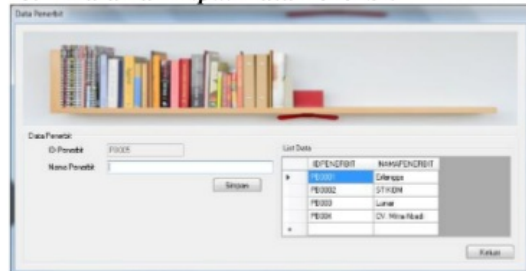 Data Penerbit
Data Penerbit
ID Penerbit PB005
Nama Penerbit
Simpan
List Data
IDPENERBIT NAMAPENERBIT
PB0001 Erlangga
PB0002 STIKOM
PB003 Lunar
PB004 CV. Mitra Abadi
Keluar